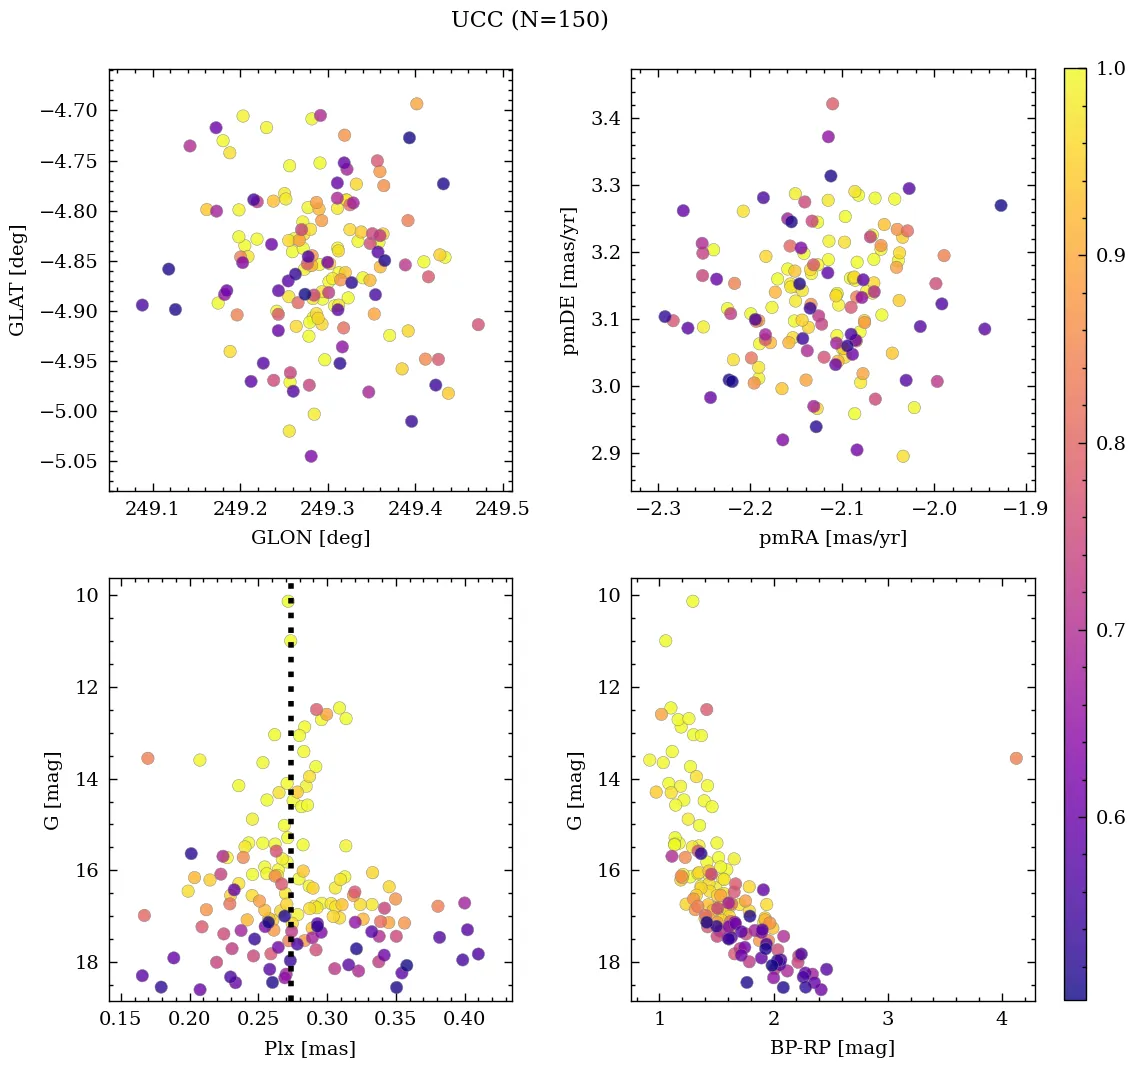 UCC (N=150)
−4.70
−4.75
−4.80
−4.85
−4.90
−4.95
−5.00
−5.05
GLAT [deg]
249.1 249.2 249.3 249.4 249.5
GLON [deg]
3.4
3.3
3.2
3.1
3.0
2.9
pmDE [mas/yr]
−2.3 −2.2 −2.1 −2.0 −1.9
pmRA [mas/yr]
10
12
14
16
18
G [mag]
0.15 0.20 0.25 0.30 0.35 0.40
Plx [mas]
10
12
14
16
18
G [mag]
1 2 3 4
BP-RP [mag]
1.0
0.9
0.8
0.7
0.6